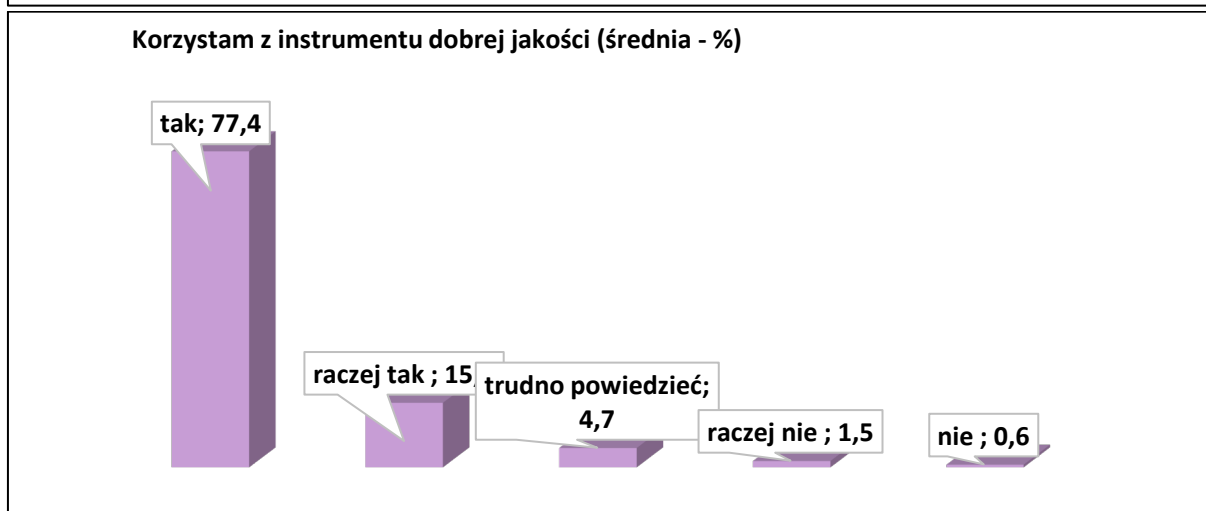 Korzystam z instrumentu dobrej jakości (średnia - %)
tak; 77,4
raczej tak ; 15,
trudno powiedzieć;
4,7
raczej nie ; 1,5
nie ; 0,6